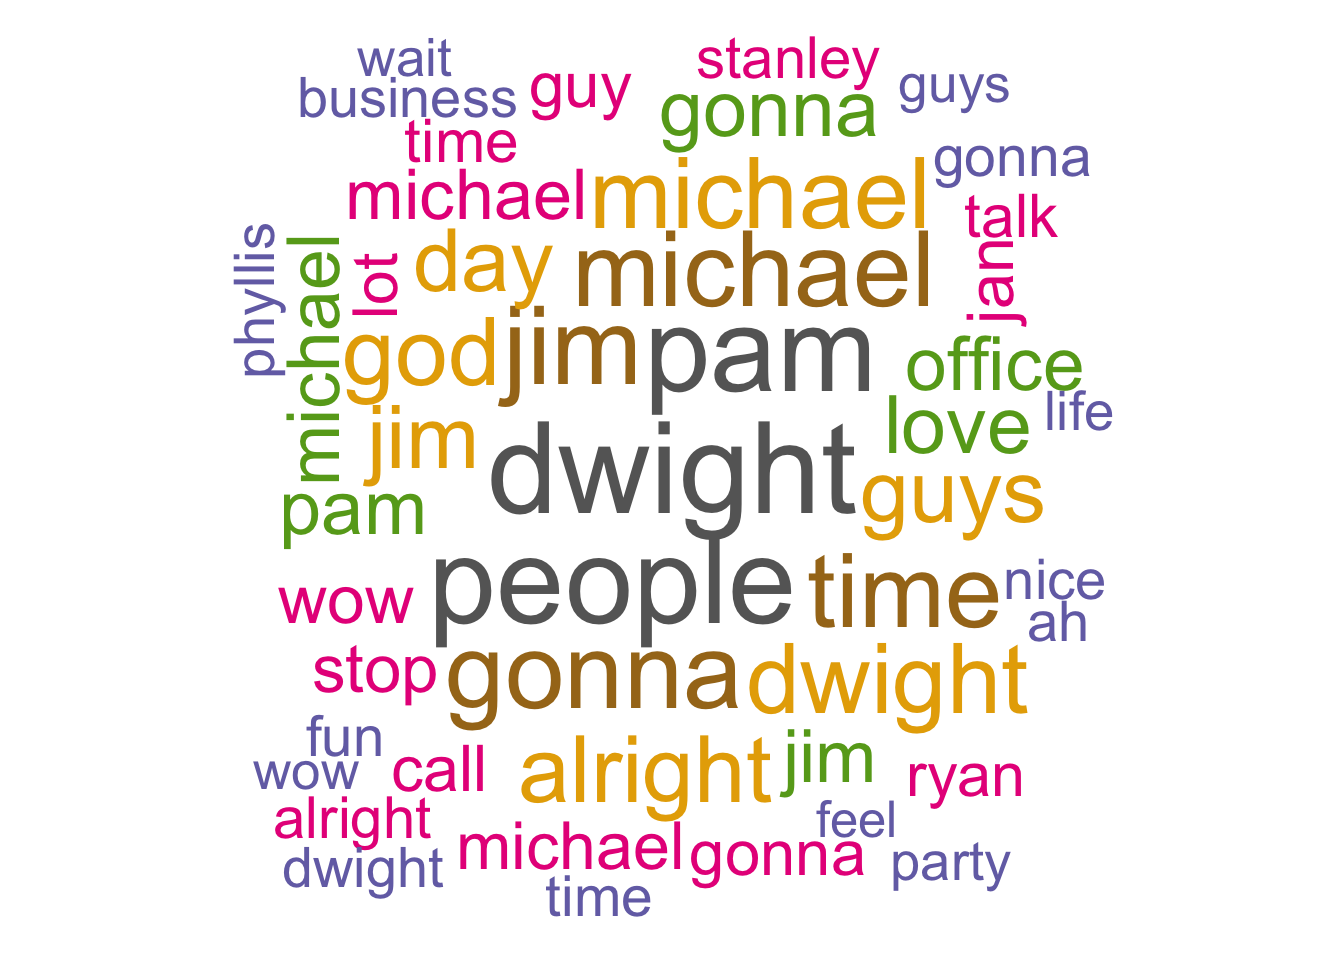 wait
stanley
business
guy
gonna
guys
time
gonna
michael
michael
talk
phyllis
michael
lot
day
michael
jan
god
jim
pam
office
life
jim
love
dwight
guys
pam
people
time
nice
wow
ah
stop
gonna
dwight
fun
wow
call
alright
jim
ryan
alright
feel
dwight
michael
gonna
party
time